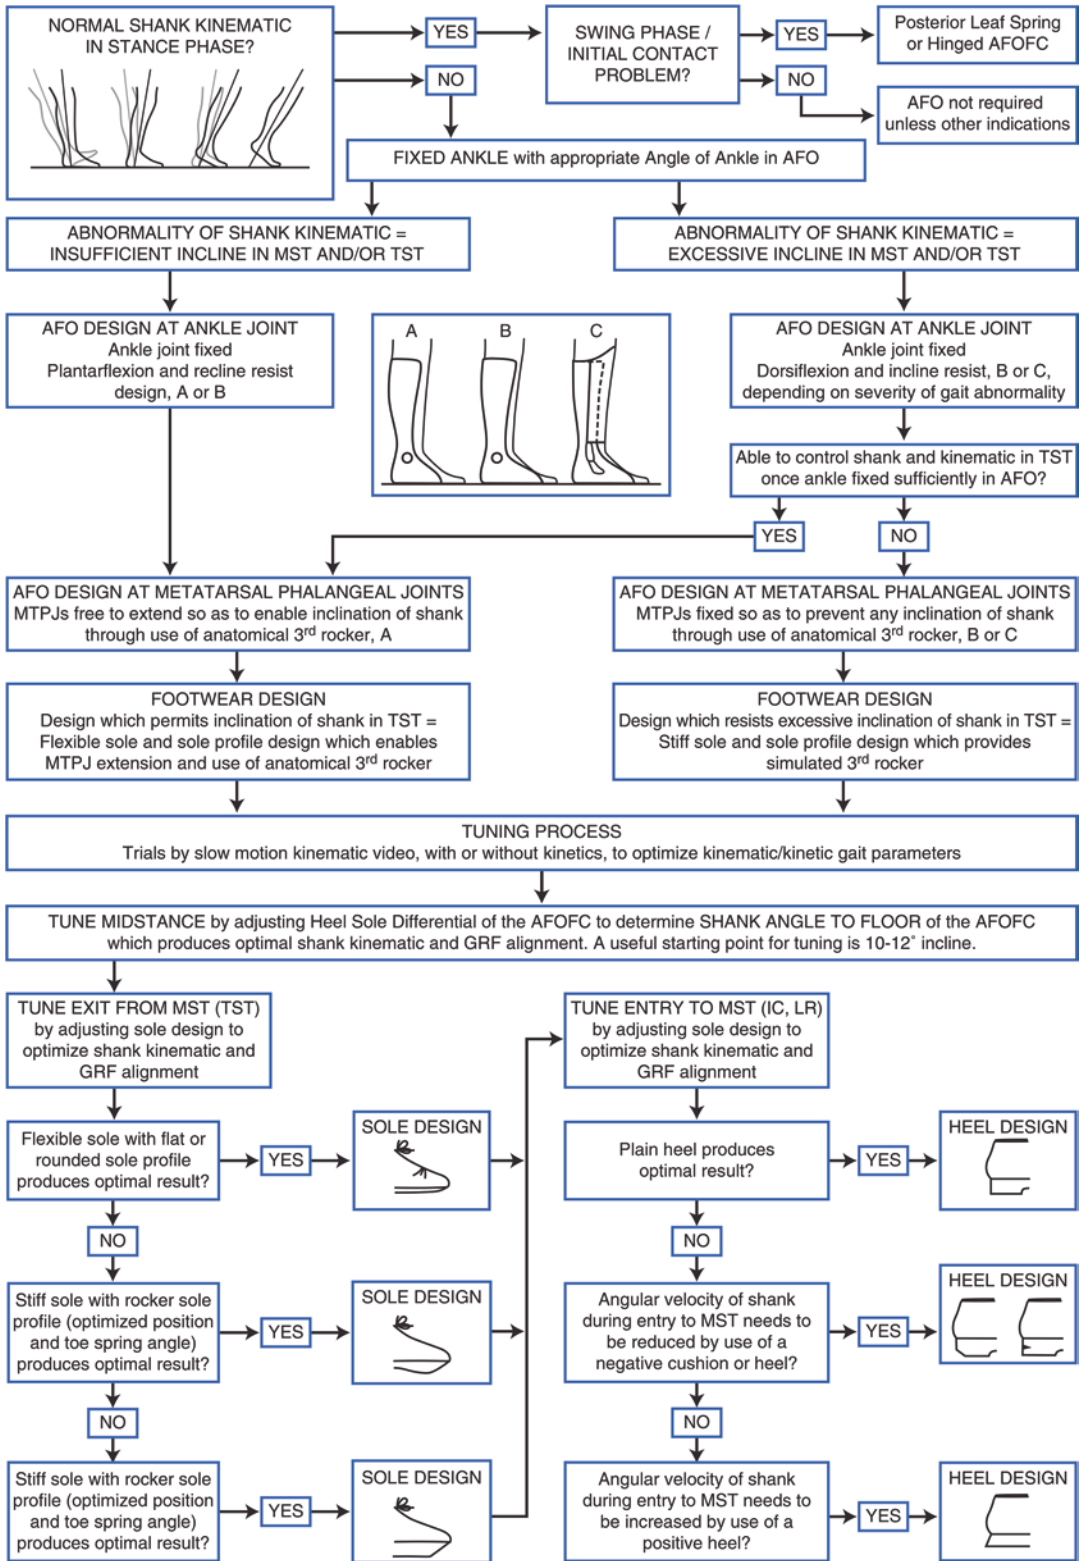 NORMAL SHANK KINEMATIC
IN STANCE PHASE?
YES
NO
SWING PHASE /
INITIAL CONTACT
PROBLEM?
YES
NO
Posterior Leaf Spring
or Hinged AFOFC
AFO not required
unless other indications
FIXED ANKLE with appropriate Angle of Ankle in AFO
ABNORMALITY OF SHANK KINEMATIC =
INSUFFICIENT INCLINE IN MST AND/OR TST
ABNORMALITY OF SHANK KINEMATIC =
EXCESSIVE INCLINE IN MST AND/OR TST
AFO DESIGN AT ANKLE JOINT
Ankle joint fixed
Plantarflexion and recline resist
design, A or B
A
B
C
AFO DESIGN AT ANKLE JOINT
Ankle joint fixed
Dorsiflexion and incline resist, B or C,
depending on severity of gait abnormality
Able to control shank and kinematic in TST
once ankle fixed sufficiently in AFO?
YES
NO
AFO DESIGN AT METATARSAL PHALANGEAL JOINTS
MTPJs free to extend so as to enable inclination of shank
through use of anatomical 3rd rocker, A
AFO DESIGN AT METATARSAL PHALANGEAL JOINTS
MTPJs fixed so as to prevent any inclination of shank
through use of anatomical 3rd rocker, B or C
FOOTWEAR DESIGN
Design which permits inclination of shank in TST =
Flexible sole and sole profile design which enables
MTPJ extension and use of anatomical 3rd rocker
FOOTWEAR DESIGN
Design which resists excessive inclination of shank in TST =
Stiff sole and sole profile design which provides
simulated 3rd rocker
TUNING PROCESS
Trials by slow motion kinematic video, with or without kinetics, to optimize kinematic/kinetic gait parameters
TUNE MIDSTANCE by adjusting Heel Sole Differential of the AFOFC to determine SHANK ANGLE TO FLOOR of the AFOFC
which produces optimal shank kinematic and GRF alignment. A useful starting point for tuning is 10-12° incline.
TUNE EXIT FROM MST (TST)
by adjusting sole design to
optimize shank kinematic and
GRF alignment
TUNE ENTRY TO MST (IC, LR)
by adjusting sole design to
optimize shank kinematic and
GRF alignment
Flexible sole with flat or
rounded sole profile
produces optimal result?
YES
SOLE DESIGN
Plain heel produces
optimal result?
YES
HEEL DESIGN
NO
NO
Stiff sole with rocker sole
profile (optimized position
and toe spring angle)
produces optimal result?
YES
SOLE DESIGN
Angular velocity of shank
during entry to MST needs to
be reduced by use of a
negative cushion or heel?
YES
HEEL DESIGN
NO
NO
Stiff sole with rocker sole
profile (optimized position
and toe spring angle)
produces optimal result?
YES
SOLE DESIGN
Angular velocity of shank
during entry to MST needs to
be increased by use of a
positive heel?
YES
HEEL DESIGN